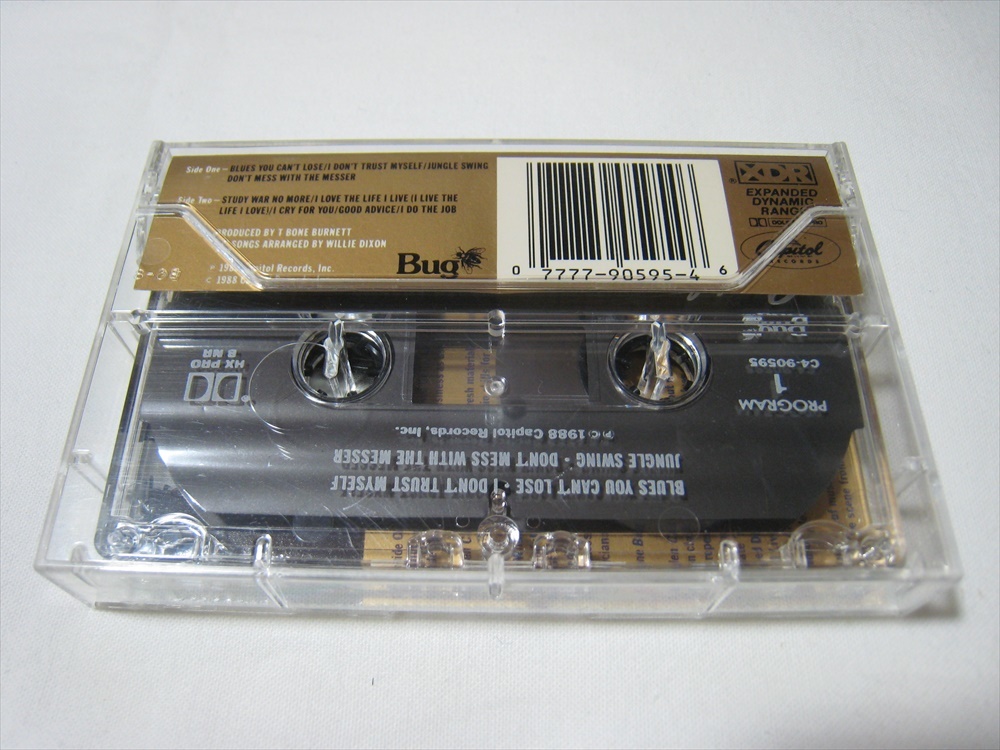 Side One – BLUES YOU CAN'T LOSE/I DON'T TRUST MYSELF/JUNGLE SWING
DON'T MESS WITH THE MESSER
Side Two – STUDY WAR NO MORE/I LOVE THE LIFE I LIVE (I LIVE THE
LIFE I LOVE)/I CRY FOR YOU/GOOD ADVICE/I DO THE JOB
PRODUCED BY T BONE BURNETT
SONGS ARRANGED BY WILLIE DIXON
Capitol Records, Inc.
© 1988
Bug
0 7777-90595-4 6
XDR
EXPANDED
DYNAMIC
RANGE
Capitol
RECORDS
Bug
C4-90595
PROGRAM
1
HX PRO
B NR
℗© 1988 Capitol Records, Inc.
BLUES YOU CAN'T LOSE • I DON'T TRUST MYSELF
JUNGLE SWING • DON'T MESS WITH THE MESSER